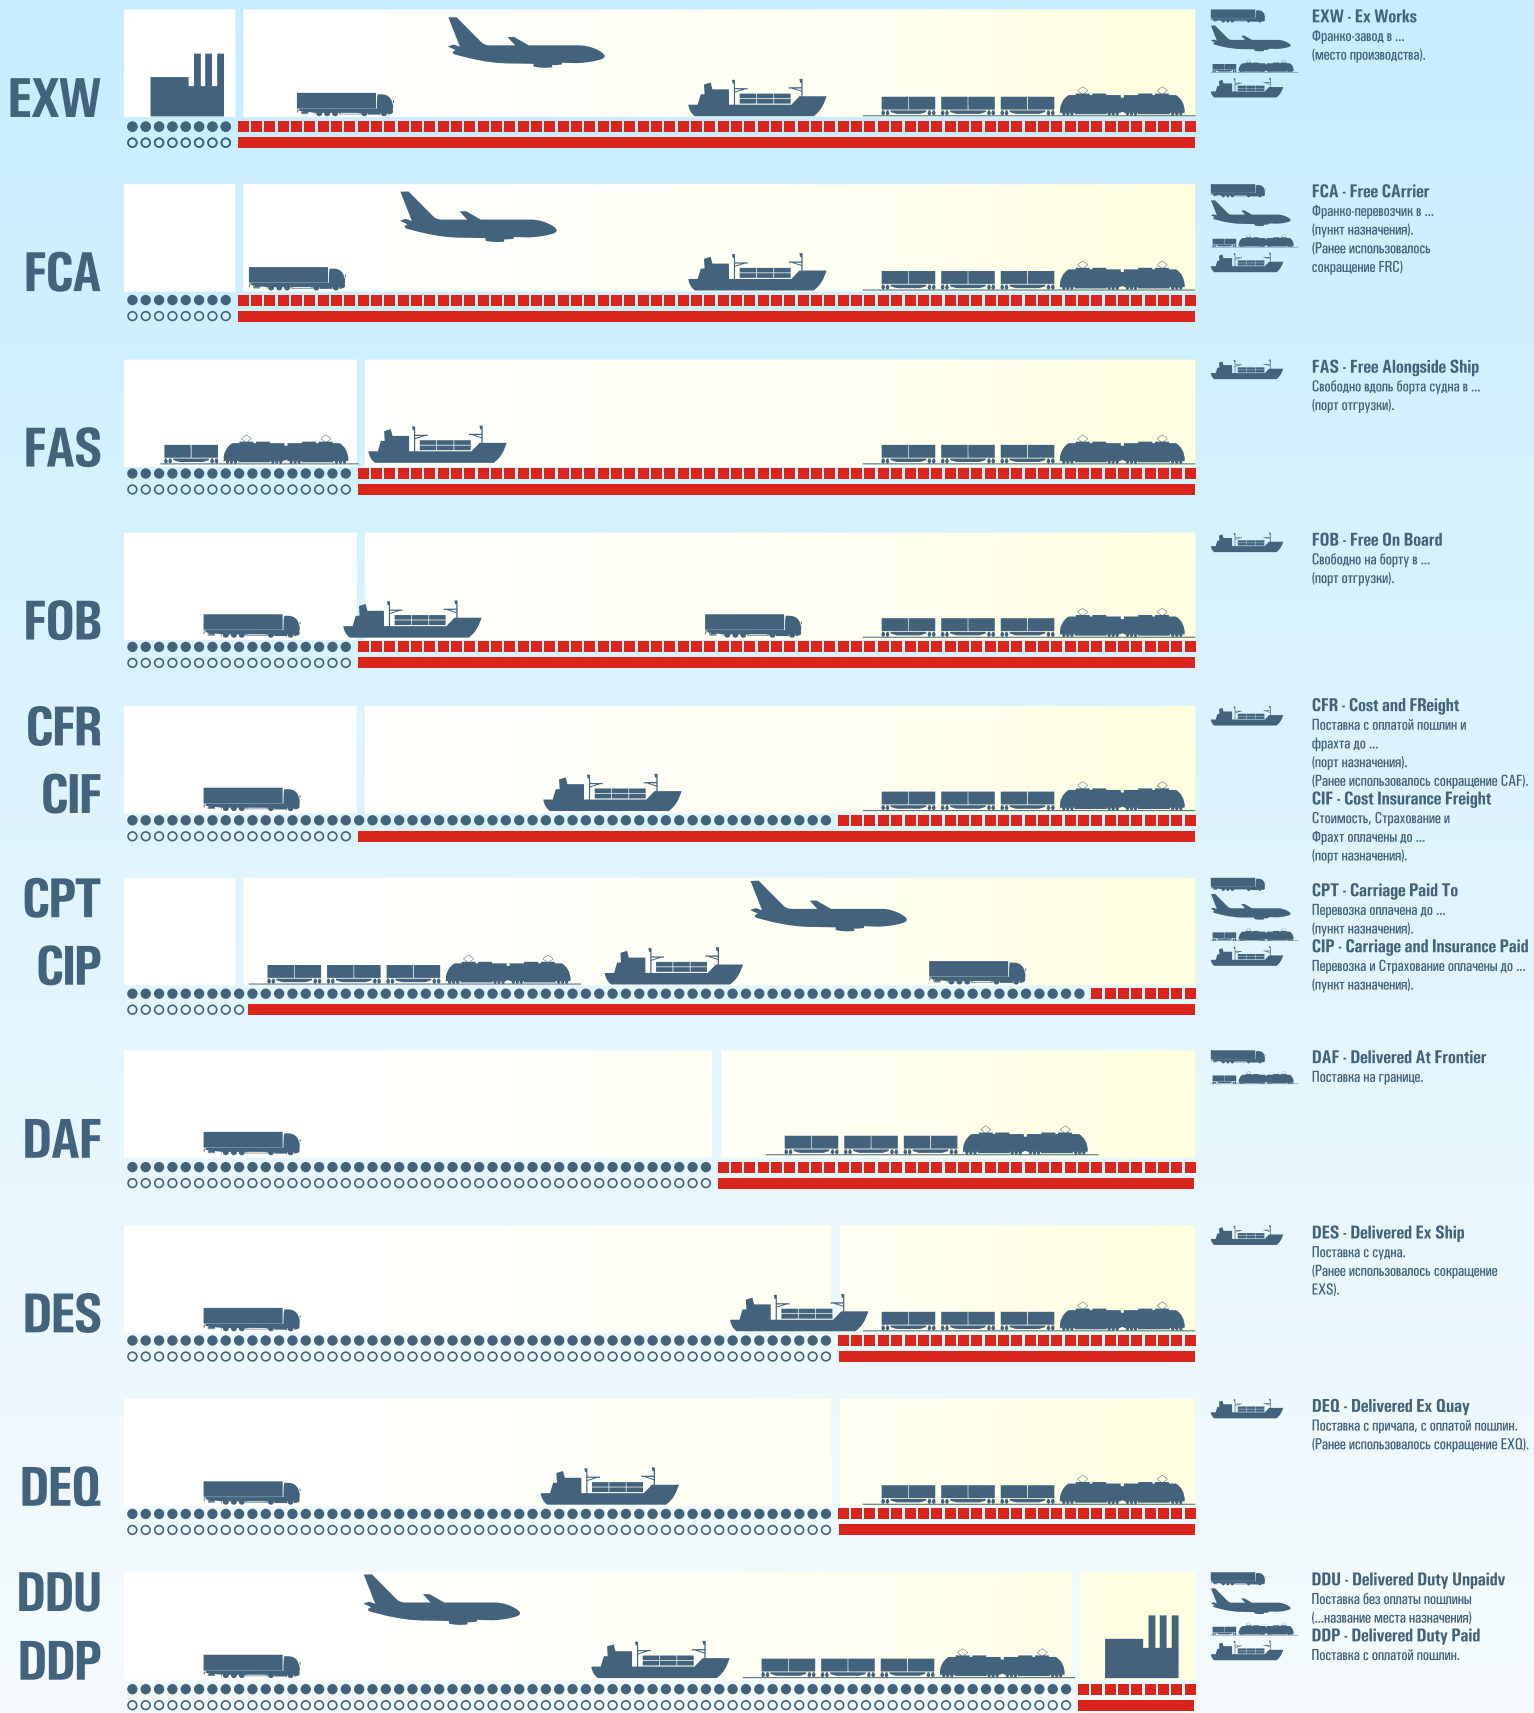 EXW
EXW - Ex Works
Франко-завод в ...
(место производства).
FCA
FCA - Free CArrier
Франко-перевозчик в ...
(пункт назначения).
(Ранее использовалось
сокращение FRC)
FAS
FAS - Free Alongside Ship
Свободно вдоль борта судна в ...
(порт отгрузки).
FOB
FOB - Free On Board
Свободно на борту в ...
(порт отгрузки).
CFR
CIF
CFR - Cost and FReight
Поставка с оплатой пошлин и
фрахта до ...
(порт назначения).
(Ранее использовалось сокращение CAF).
CIF - Cost Insurance Freight
Стоимость, Страхование и
Фрахт оплачены до ...
(порт назначения).
CPT
CIP
CPT - Carriage Paid To
Перевозка оплачена до ...
(пункт назначения).
CIP - Carriage and Insurance Paid
Перевозка и Страхование оплачены до ...
(пункт назначения).
DAF
DAF - Delivered At Frontier
Поставка на границе.
DES
DES - Delivered Ex Ship
Поставка с судна.
(Ранее использовалось сокращение
EXS).
DEQ
DEQ - Delivered Ex Quay
Поставка с причала, с оплатой пошлин.
(Ранее использовалось сокращение EXQ).
DDU
DDP
DDU - Delivered Duty Unpaidv
Поставка без оплаты пошлины
(...название места назначения)
DDP - Delivered Duty Paid
Поставка с оплатой пошлин.